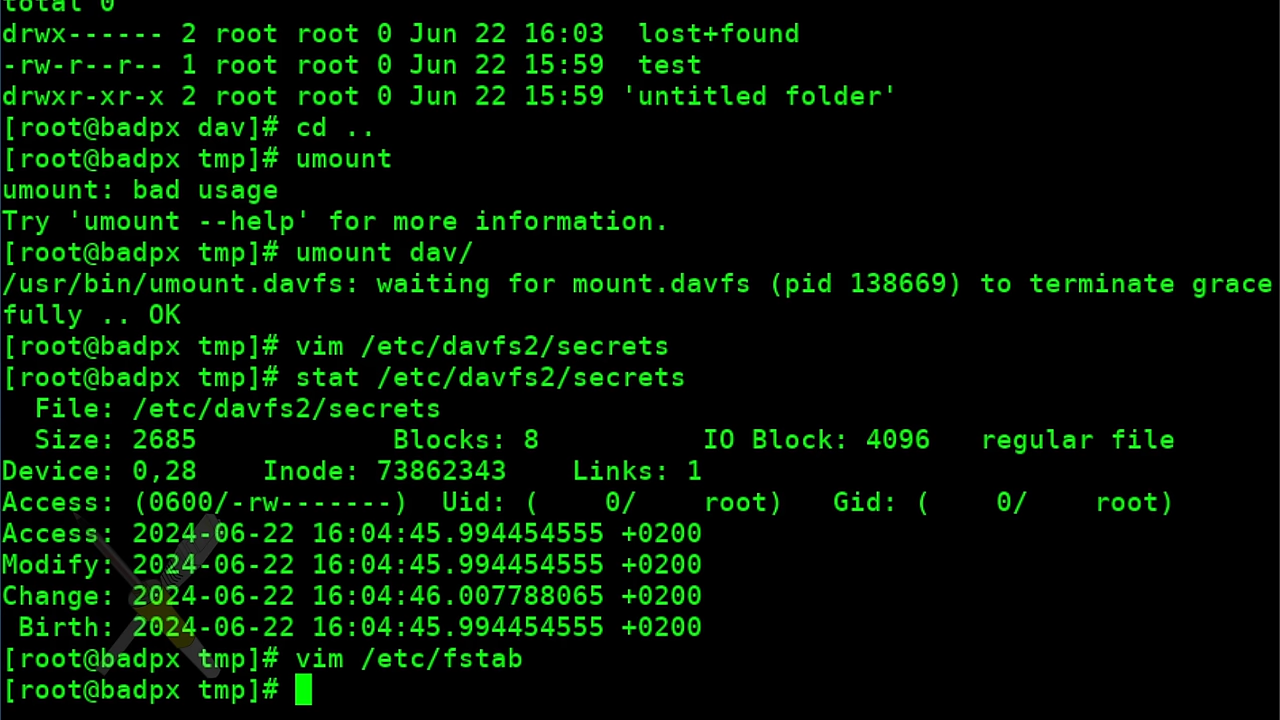 total 0
drwx------ 2 root root 0 Jun 22 16:03  lost+found
-rw-r--r-- 1 root root 0 Jun 22 15:59  test
drwxr-xr-x 2 root root 0 Jun 22 15:59 'untitled folder'
[root@badpx dav]# cd ..
[root@badpx tmp]# umount
umount: bad usage
Try 'umount --help' for more information.
[root@badpx tmp]# umount dav/
/usr/bin/umount.davfs: waiting for mount.davfs (pid 138669) to terminate grace
fully .. OK
[root@badpx tmp]# vim /etc/davfs2/secrets
[root@badpx tmp]# stat /etc/davfs2/secrets
  File: /etc/davfs2/secrets
  Size: 2685            Blocks: 8          IO Block: 4096   regular file
Device: 0,28    Inode: 73862343    Links: 1
Access: (0600/-rw-------)  Uid: (    0/    root)   Gid: (    0/    root)
Access: 2024-06-22 16:04:45.994454555 +0200
Modify: 2024-06-22 16:04:45.994454555 +0200
Change: 2024-06-22 16:04:46.007788065 +0200
 Birth: 2024-06-22 16:04:45.994454555 +0200
[root@badpx tmp]# vim /etc/fstab
[root@badpx tmp]#